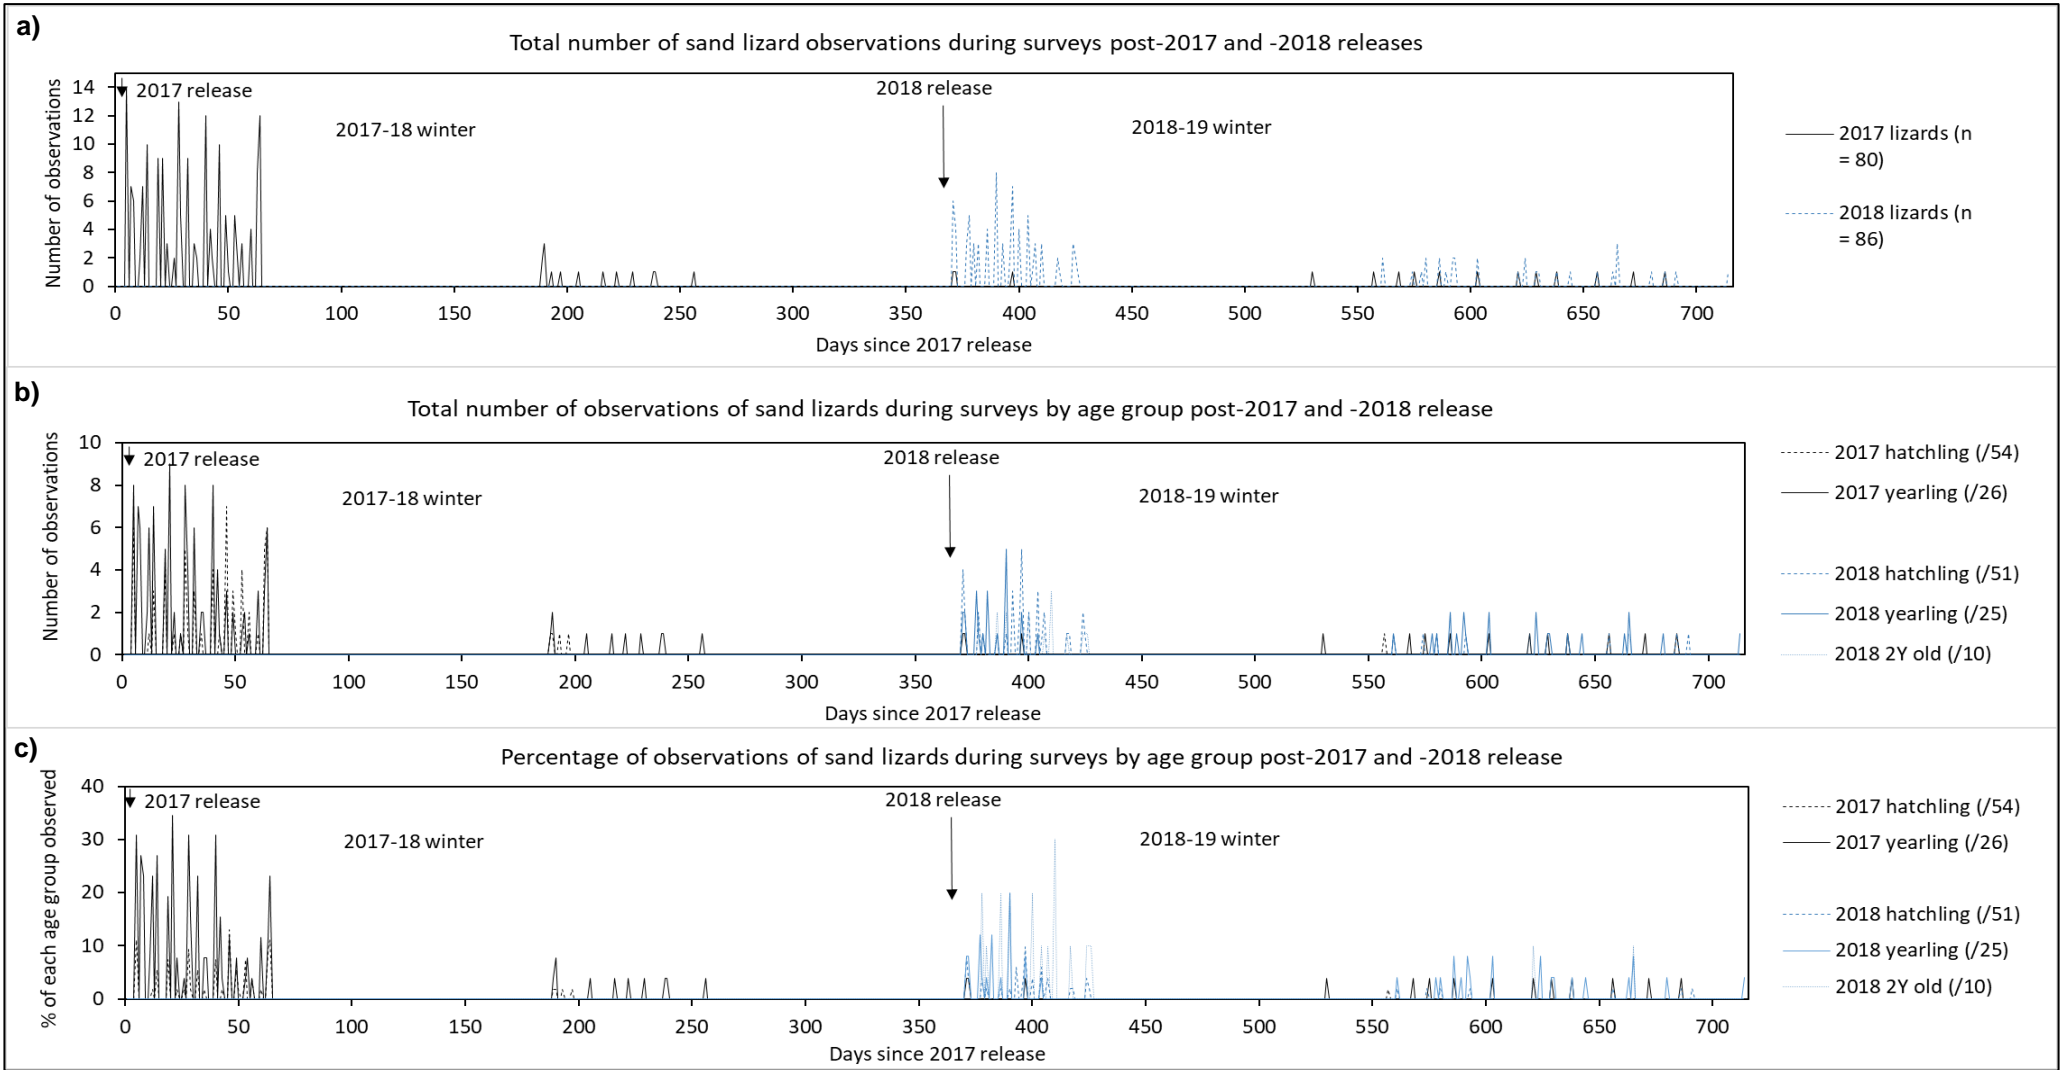 a)
Total number of sand lizard observations during surveys post-2017 and -2018 releases
Number of observations
14
12
10
8
6
4
2
0
2017 release
2017-18 winter
2018 release
2018-19 winter
0 50 100 150 200 250 300 350 400 450 500 550 600 650 700
Days since 2017 release
2017 lizards (n
= 80)
2018 lizards (n
= 86)
b)
Total number of observations of sand lizards during surveys by age group post-2017 and -2018 release
Number of observations
10
8
6
4
2
0
2017 release
2017-18 winter
2018 release
2018-19 winter
0 50 100 150 200 250 300 350 400 450 500 550 600 650 700
Days since 2017 release
2017 hatchling (/54)
2017 yearling (/26)
2018 hatchling (/51)
2018 yearling (/25)
2018 2Y old (/10)
c)
Percentage of observations of sand lizards during surveys by age group post-2017 and -2018 release
% of each age group observed
40
30
20
10
0
2017 release
2017-18 winter
2018 release
2018-19 winter
0 50 100 150 200 250 300 350 400 450 500 550 600 650 700
Days since 2017 release
2017 hatchling (/54)
2017 yearling (/26)
2018 hatchling (/51)
2018 yearling (/25)
2018 2Y old (/10)